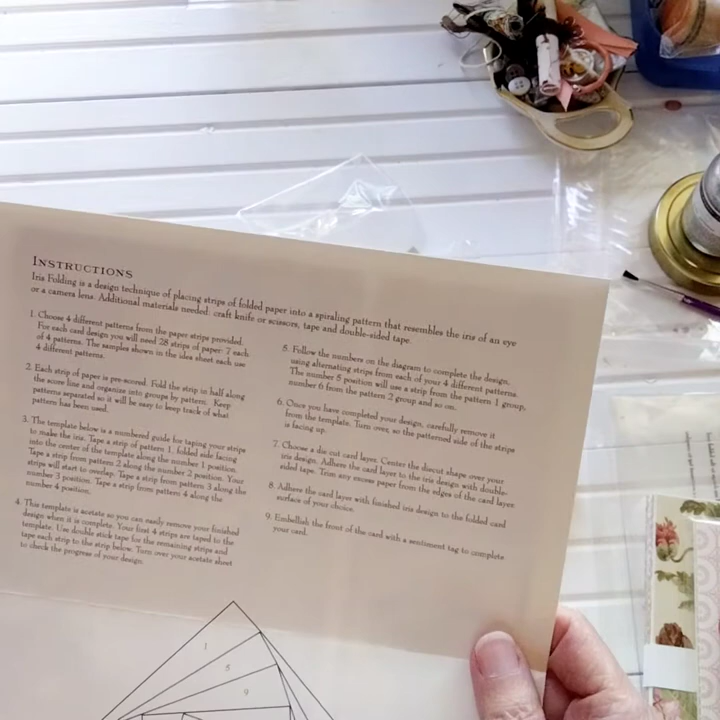 INSTRUCTIONS
Iris Folding is a design technique of placing strips of folded paper into a spiraling pattern that resembles the iris of an eye
or a camera lens. Additional materials needed: craft knife or scissors, tape and double-sided tape.
1. Choose 4 different patterns from the paper strips provided.
For each card design you will need 28 strips of paper- 7 each
of 4 patterns. The samples shown in the idea sheet each use
4 different patterns.
2. Each strip of paper is pre-scored. Fold the strip in half along
the score line and organize into groups by pattern. Keep
patterns separated so it will be easy to keep track of what
pattern has been used.
3. The template below is a numbered guide for taping your strips
to make the iris. Tape a strip of pattern 1, folded side facing
into the center of the template along the number 1 position.
Tape a strip from pattern 2 along the number 2 position. Your
strips will start to overlap. Tape a strip from pattern 3 along the
number 3 position. Tape a strip from pattern 4 along the
number 4 position.
4. This template is acetate so you can easily remove your finished
design when it is complete. Your first 4 strips are taped to the
template. Use double stick tape for the remaining strips and
tape each strip to the strip below. Turn over your acetate sheet
to check the progress of your design.
5. Follow the numbers on the diagram to complete the design,
using alternating strips from each of your 4 different patterns.
The number 5 position will use a strip from the pattern 1 group,
number 6 from the pattern 2 group and so on.
6. Once you have completed your design, carefully remove it
from the template. Turn over, so the patterned side of the strips
is facing up.
7. Choose a die cut card layer. Center the diecut shape over your
iris design. Adhere the card layer to the iris design with double-
sided tape. Trim any excess paper from the edges of the card layer.
8. Adhere the card layer with finished iris design to the folded card
surface of your choice.
9. Embellish the front of the card with a sentiment tag to complete
your card.
1
5
9